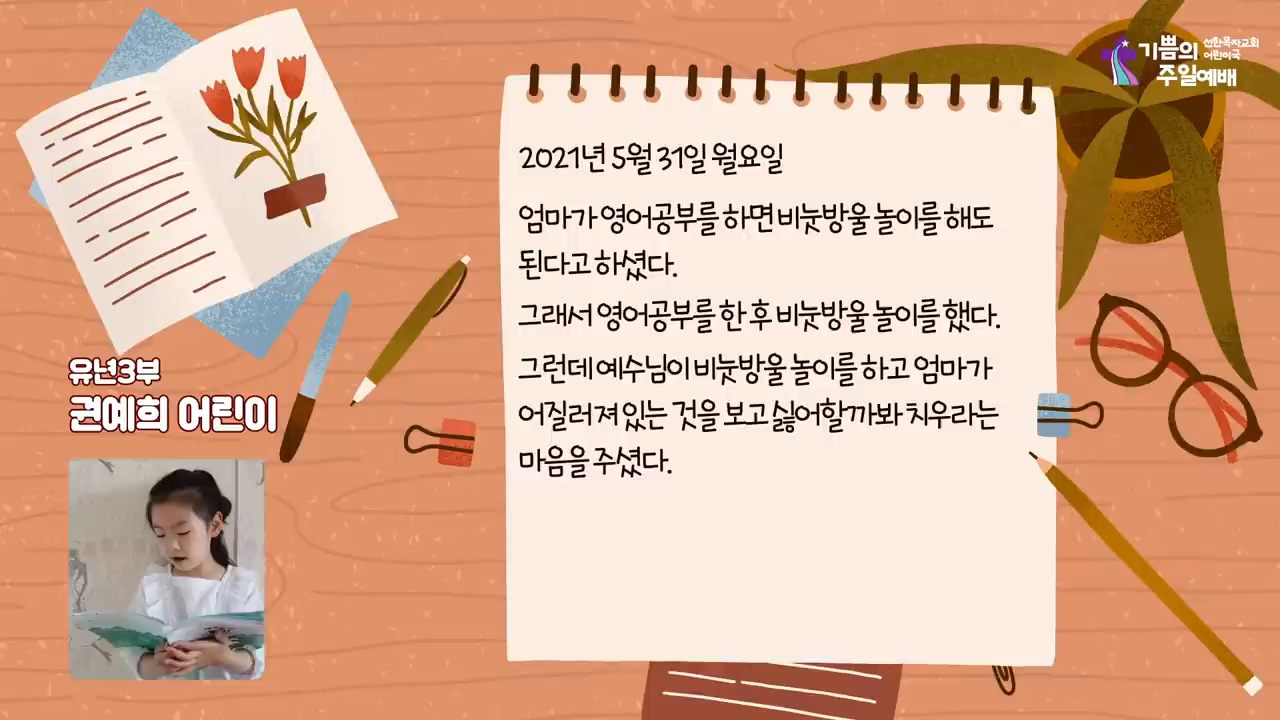 기쁨의
선한목자교회
어린이국
주일예배
2021년 5월 31일 월요일
엄마가 영어공부를 하면 비눗방울 놀이를 해도
된다고 하셨다.
그래서 영어공부를 한 후 비눗방울 놀이를 했다.
그런데 예수님이 비눗방울 놀이를 하고 엄마가
어질러 져 있는 것을 보고 싫어할까봐 치우라는
마음을 주셨다.
유년3부
권예희 어린이